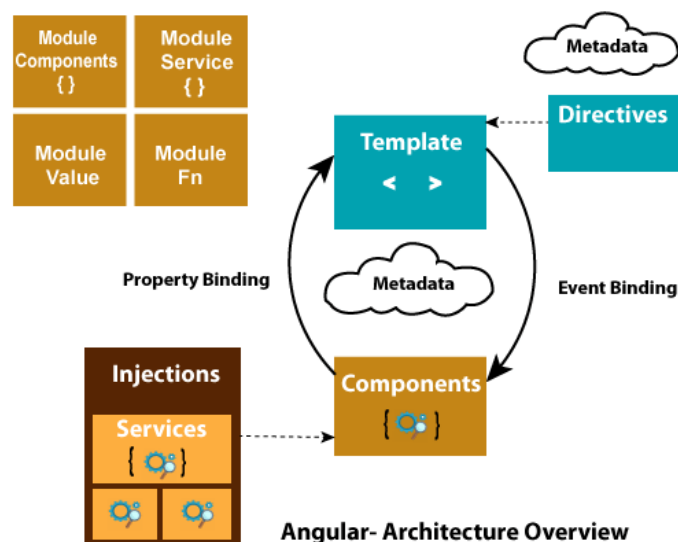 Module
Components
{ }
Module
Service
{ }
Module
Value
Module
Fn
Metadata
Directives
Template
< >
Property Binding
Metadata
Event Binding
Injections
Services
{ }
Components
{ }
Angular- Architecture Overview